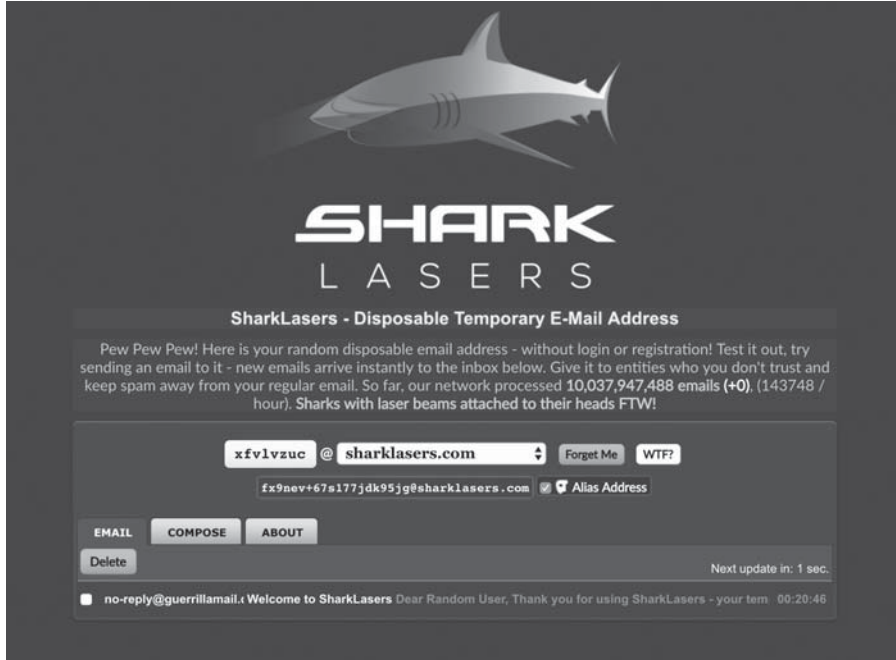 SHARK
LASERS
SharkLasers - Disposable Temporary E-Mail Address
Pew Pew Pew! Here is your random disposable email address - without login or registration! Test it out, try
sending an email to it - new emails arrive instantly to the inbox below. Give it to entities who you don't trust and
keep spam away from your regular email. So far, our network processed 10,037,947,488 emails (+0), (143748 /
hour). Sharks with laser beams attached to their heads FTW!
xfvlvzuc @ sharklasers.com Forget Me WTF?
fx9nev+67s177jdk95jg@sharklasers.com Alias Address
EMAIL COMPOSE ABOUT
Delete Next update in: 1 sec.
no-reply@guerrillamail.c Welcome to SharkLasers Dear Random User, Thank you for using SharkLasers - your tem 00:20:46